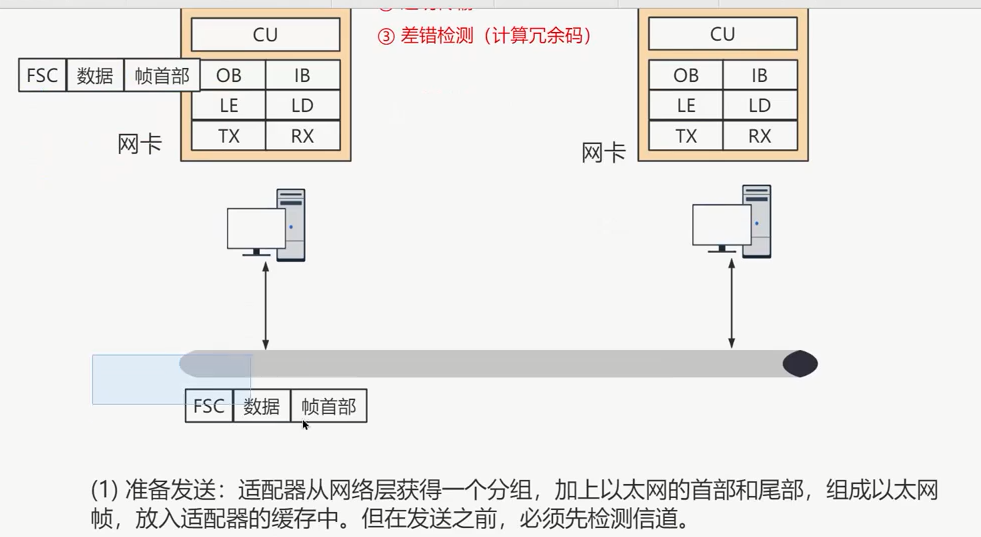 CU
③ 差错检测（计算冗余码）
CU
FSC 数据 帧首部
OB IB
OB IB
LE LD
LE LD
TX RX
TX RX
网卡
网卡
FSC 数据 帧首部
(1) 准备发送：适配器从网络层获得一个分组，加上以太网的首部和尾部，组成以太网
帧，放入适配器的缓存中。但在发送之前，必须先检测信道。